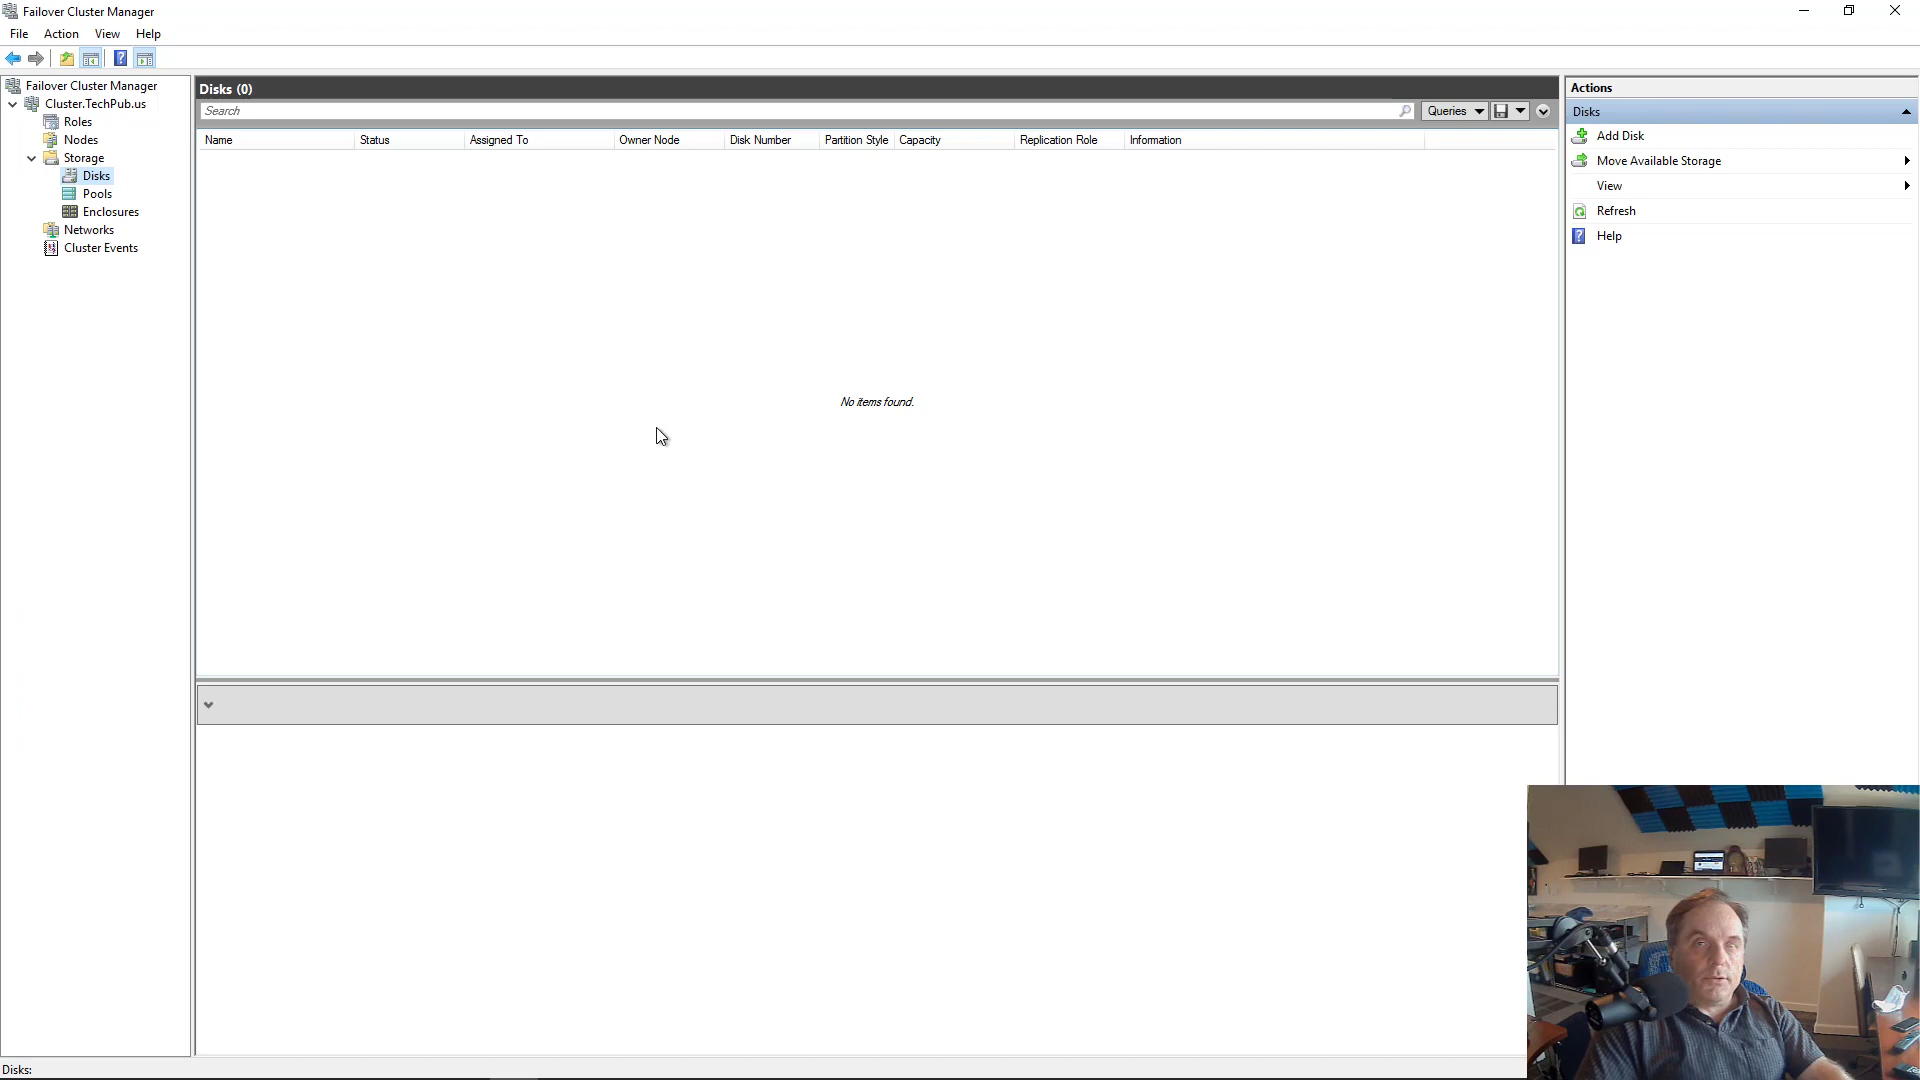 Failover Cluster Manager
File Action View Help
Failover Cluster Manager
Cluster.TechPub.us
Roles
Nodes
Storage
Disks
Pools
Enclosures
Networks
Cluster Events
Disks (0)
Search
Queries
Name Status Assigned To Owner Node Disk Number Partition Style Capacity Replication Role Information
No items found.
Actions
Disks
Add Disk
Move Available Storage
View
Refresh
Help
Disks: